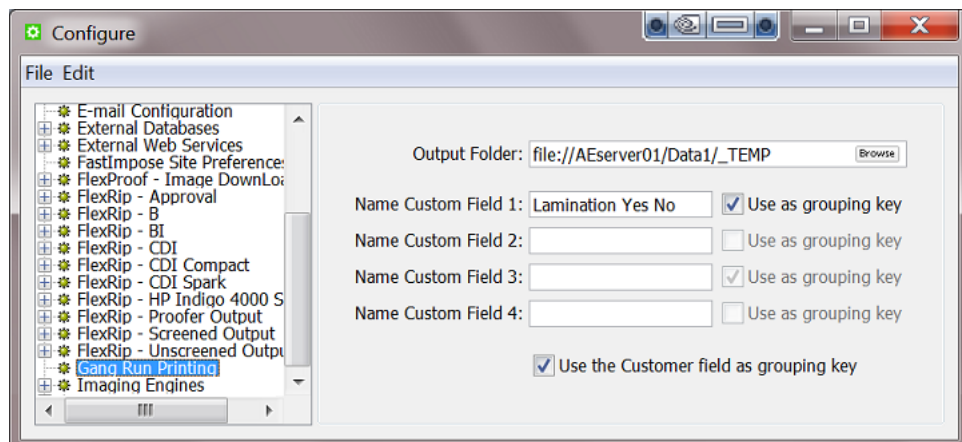 Configure
File Edit
E-mail Configuration
External Databases
External Web Services
FastImpose Site Preferences
FlexProof - Image DownLoa
FlexRip - Approval
FlexRip - B
FlexRip - BI
FlexRip - CDI
FlexRip - CDI Compact
FlexRip - CDI Spark
FlexRip - HP Indigo 4000 S
FlexRip - Proofer Output
FlexRip - Screened Output
FlexRip - Unscreened Outpu
Gang Run Printing
Imaging Engines
Output Folder: file://AEserver01/Data1/_TEMP Browse
Name Custom Field 1: Lamination Yes No Use as grouping key
Name Custom Field 2: Use as grouping key
Name Custom Field 3: Use as grouping key
Name Custom Field 4: Use as grouping key
Use the Customer field as grouping key